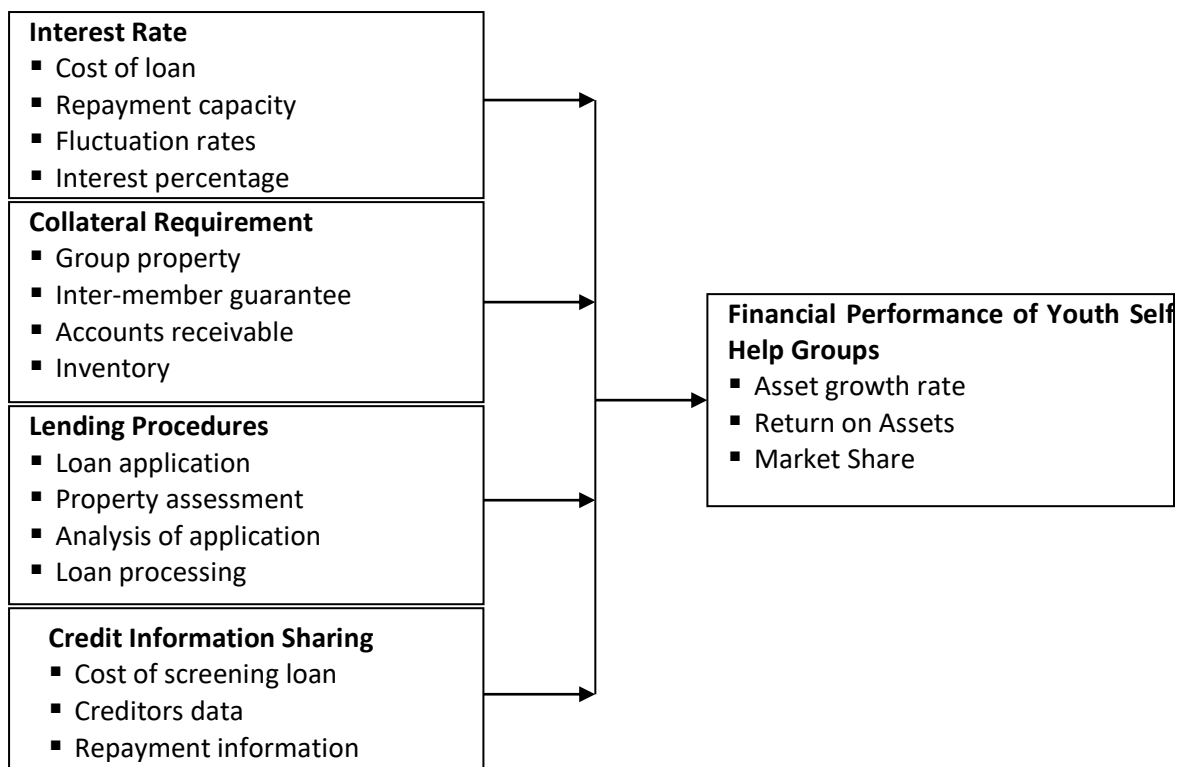 Interest Rate
▪ Cost of loan
▪ Repayment capacity
▪ Fluctuation rates
▪ Interest percentage
Collateral Requirement
▪ Group property
▪ Inter-member guarantee
▪ Accounts receivable
▪ Inventory
Lending Procedures
▪ Loan application
▪ Property assessment
▪ Analysis of application
▪ Loan processing
Credit Information Sharing
▪ Cost of screening loan
▪ Creditors data
▪ Repayment information
Financial Performance of Youth Self
Help Groups
▪ Asset growth rate
▪ Return on Assets
▪ Market Share